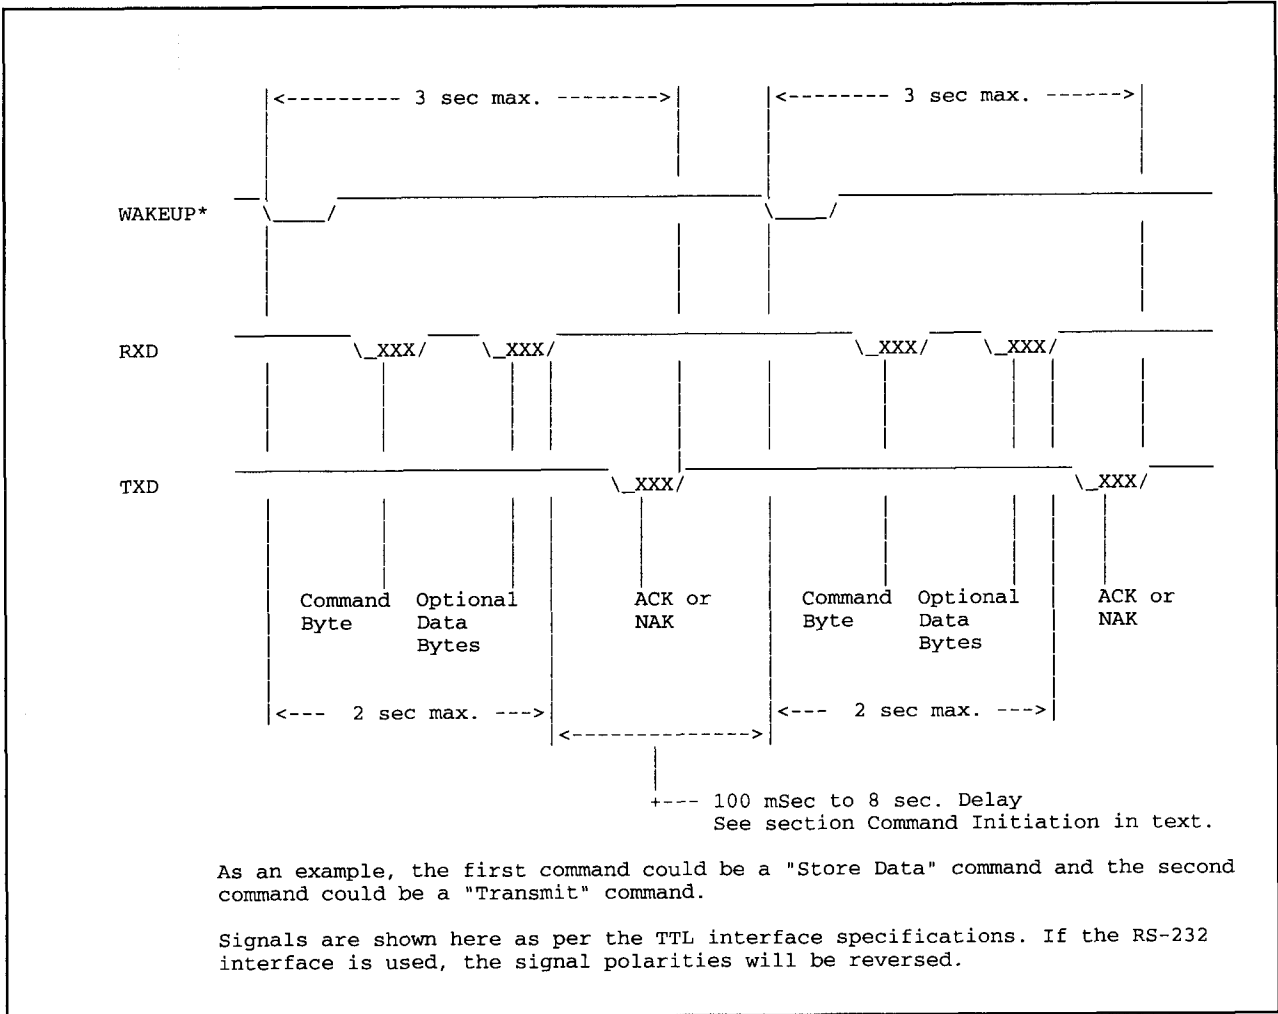 <--------- 3 sec max. -------->
<-------- 3 sec max. ------>
WAKEUP*
\____/
\____/
RXD
\_XXX/
\_XXX/
\_XXX/
\_XXX/
TXD
\_XXX/
\_XXX/
Command Byte
Optional Data Bytes
ACK or NAK
Command Byte
Optional Data Bytes
ACK or NAK
<--- 2 sec max. --->
<--- 2 sec max. --->
<-------------->
+--- 100 mSec to 8 sec. Delay
See section Command Initiation in text.
As an example, the first command could be a "Store Data" command and the second
command could be a "Transmit" command.
Signals are shown here as per the TTL interface specifications. If the RS-232
interface is used, the signal polarities will be reversed.